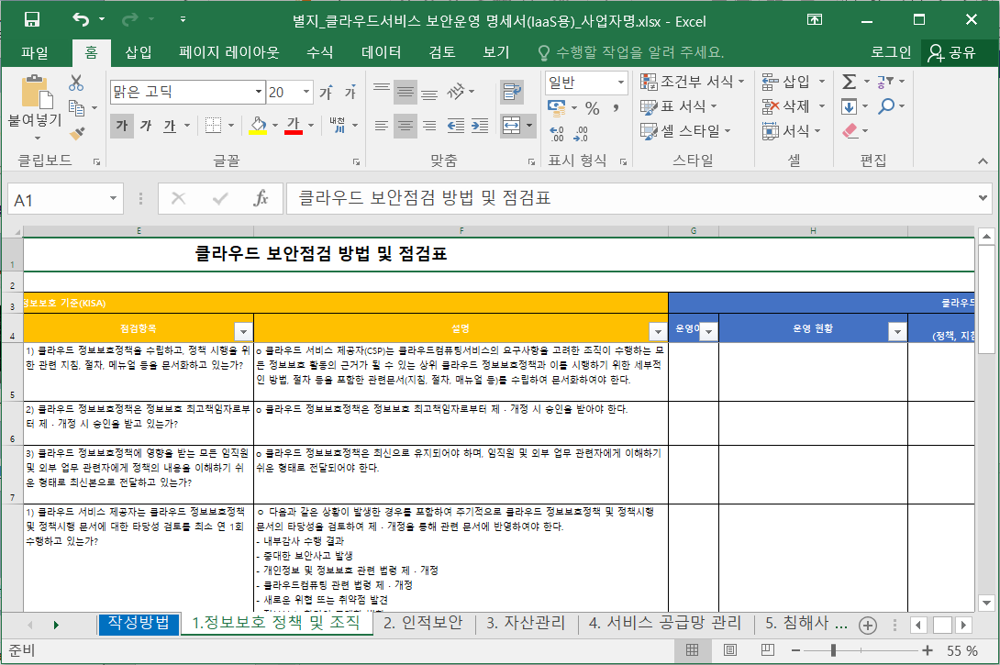 별지_클라우드서비스 보안운영 명세서(IaaS용)_사업자명.xlsx - Excel
파일 홈 삽입 페이지 레이아웃 수식 데이터 검토 보기 수행할 작업을 알려 주세요. 로그인 공유
붙여넣기
클립보드
맑은 고딕 20 가 가
가 가 가 가 내천
글꼴
맞춤
일반
% ,
표시 형식
조건부 서식
표 서식
셀 스타일
스타일
삽입
삭제
서식
셀
편집
A1 fx 클라우드 보안점검 방법 및 점검표
E F G H
1 클라우드 보안점검 방법 및 점검표
2
3 정보보호 기준(KISA) 클라우드
4 점검항목 설명 운영여 운영 현황 (정책, 지침
5
1) 클라우드 정보보호정책을 수립하고, 정책 시행을 위
한 관련 지침, 절차, 메뉴얼 등을 문서화하고 있는가?
ㅇ 클라우드 서비스 제공자(CSP)는 클라우드컴퓨팅서비스의 요구사항을 고려한 조직이 수행하는 모
든 정보보호 활동의 근거가 될 수 있는 상위 클라우드 정보보호정책과 이를 시행하기 위한 세부적
인 방법, 절차 등을 포함한 관련문서(지침, 절차, 매뉴얼 등)를 수립하여 문서화하여야 한다.
6
2) 클라우드 정보보호정책은 정보보호 최고책임자로부
터 제ㆍ개정 시 승인을 받고 있는가?
ㅇ 클라우드 정보보호정책은 정보보호 최고책임자로부터 제ㆍ개정 시 승인을 받아야 한다.
7
3) 클라우드 정보보호정책에 영향을 받는 모든 임직원
및 외부 업무 관련자에게 정책의 내용을 이해하기 쉬
운 형태로 최신본으로 전달하고 있는가?
ㅇ 클라우드 정보보호정책은 최신으로 유지되어야 하며, 임직원 및 외부 업무 관련자에게 이해하기
쉬운 형태로 전달되어야 한다.
1) 클라우드 서비스 제공자는 클라우드 정보보호정책
및 정책시행 문서에 대한 타당성 검토를 최소 연 1회
수행하고 있는가?
ㅇ 다음과 같은 상황이 발생한 경우를 포함하여 주기적으로 클라우드 정보보호정책 및 정책시행
문서의 타당성을 검토하여 제ㆍ개정을 통해 관련 문서에 반영하여야 한다.
- 내부감사 수행 결과
- 중대한 보안사고 발생
- 개인정보 및 정보보호 관련 법령 제ㆍ개정
- 클라우드컴퓨팅 관련 법령 제ㆍ개정
- 새로운 위협 또는 취약점 발견
작성방법 1.정보보호 정책 및 조직 2. 인적보안 3. 자산관리 4. 서비스 공급망 관리 5. 침해사 ...
준비 55 %